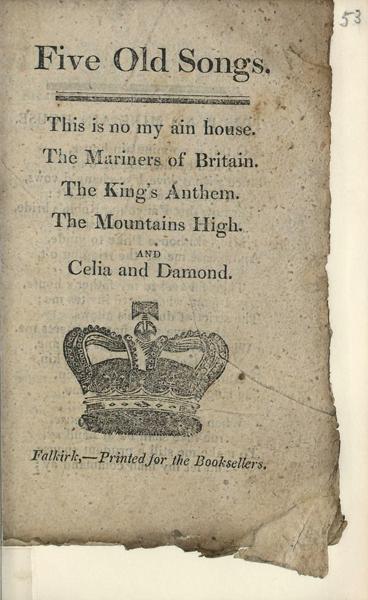 53
Five Old Songs.
This is no my ain house.
The Mariners of Britain.
The King's Anthem.
The Mountains High.
AND
Celia and Damond.
Falkirk,—Printed for the Booksellers.